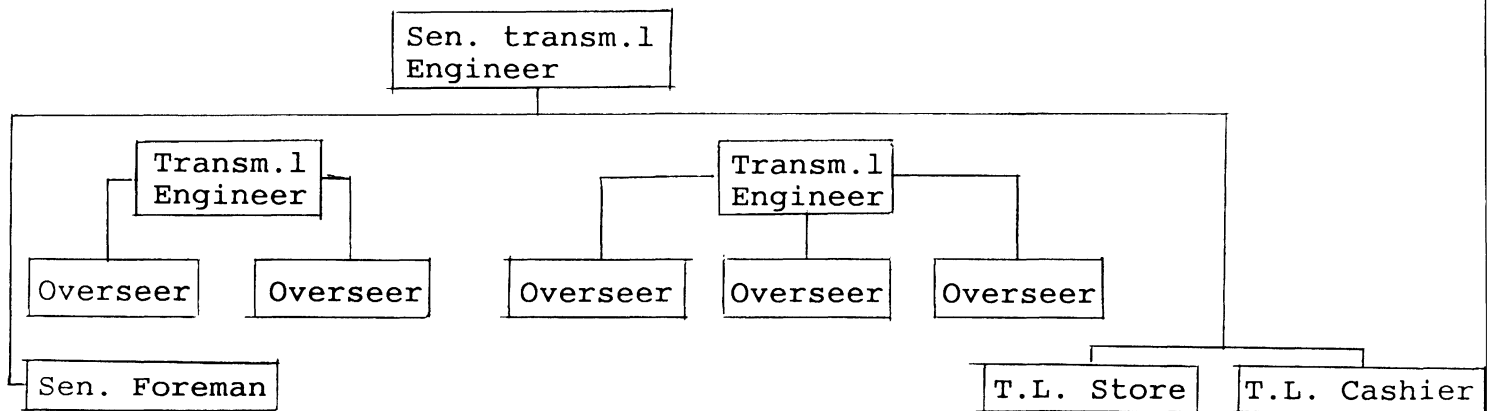 Sen. transm.l
Engineer
Transm.l
Engineer
Transm.l
Engineer
Overseer
Overseer
Overseer
Overseer
Overseer
Sen. Foreman
T.L. Store
T.L. Cashier